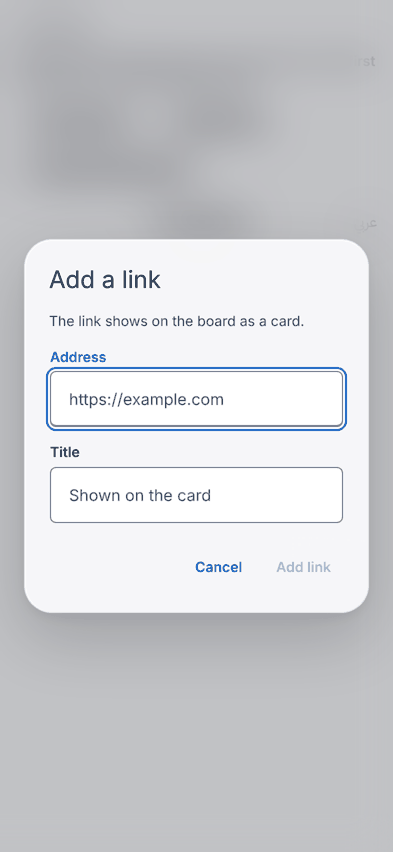 Add a link
The link shows on the board as a card.
Address
https://example.com
Title
Shown on the card
Cancel
Add link